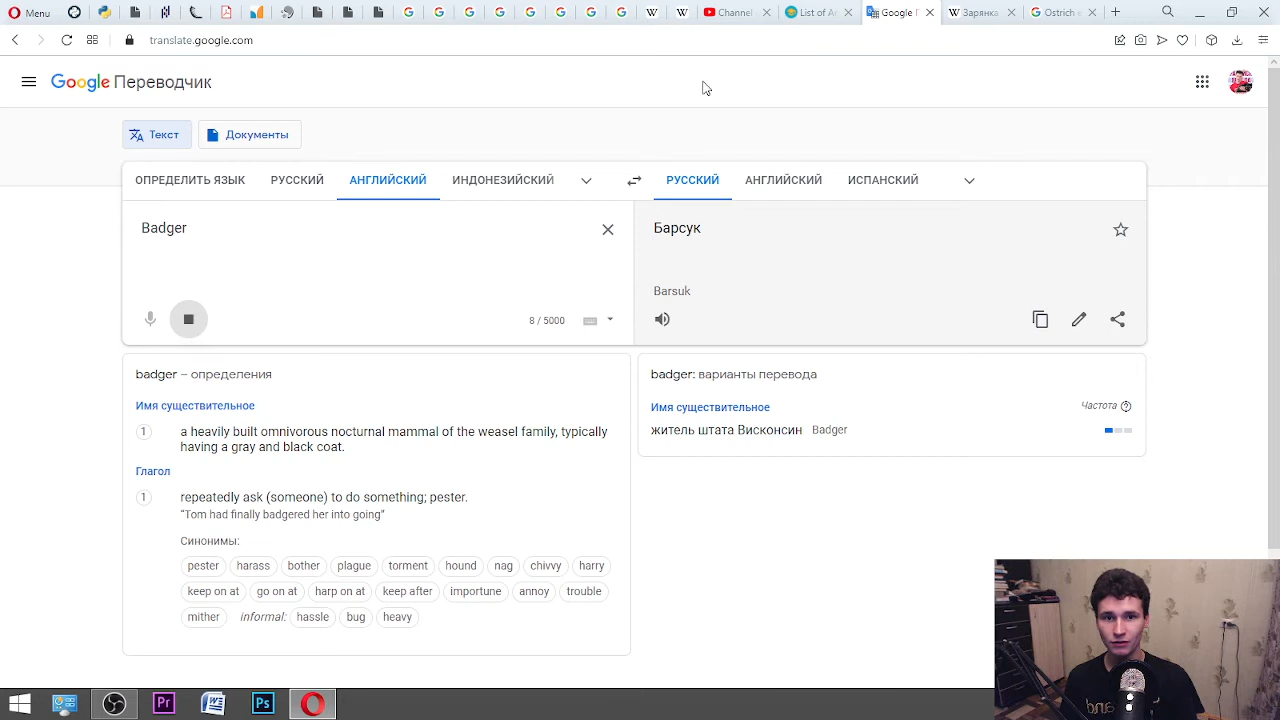 Menu
Channel
List of A
Google П
Варянка
Ostrich e
translate.google.com
Google Переводчик
Текст
Документы
ОПРЕДЕЛИТЬ ЯЗЫК РУССКИЙ АНГЛИЙСКИЙ ИНДОНЕЗИЙСКИЙ
РУССКИЙ АНГЛИЙСКИЙ ИСПАНСКИЙ
Badger
Барсук
Barsuk
8 / 5000
badger – определения
Имя существительное
1 a heavily built omnivorous nocturnal mammal of the weasel family, typically
having a gray and black coat.
Глагол
1 repeatedly ask (someone) to do something; pester.
“Tom had finally badgered her into going”
Синонимы:
pester harass bother plague torment hound nag chivvy harry
keep on at go on at harp on at keep after importune annoy trouble
mither informal: hassle bug heavy
badger: варианты перевода
Имя существительное Частота
житель штата Висконсин Badger
Pr
W
Ps